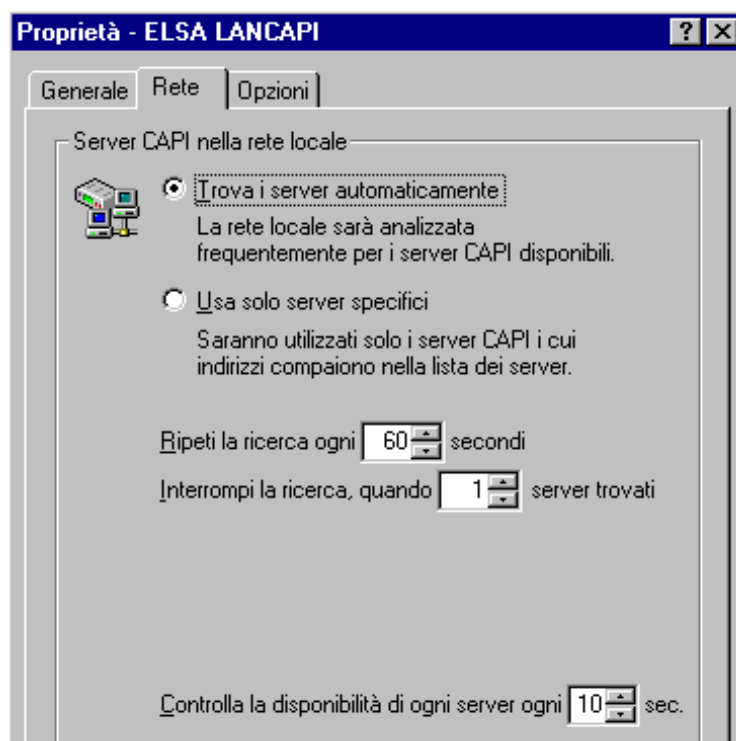 Proprietà - ELSA LANCAPI
Generale Rete Opzioni
Server CAPI nella rete locale
Trova i server automaticamente
La rete locale sarà analizzata
frequentemente per i server CAPI disponibili.
Usa solo server specifici
Saranno utilizzati solo i server CAPI i cui
indirizzi compaiono nella lista dei server.
Ripeti la ricerca ogni 60 secondi
Interrompi la ricerca, quando 1 server trovati
Controlla la disponibilità di ogni server ogni 10 sec.